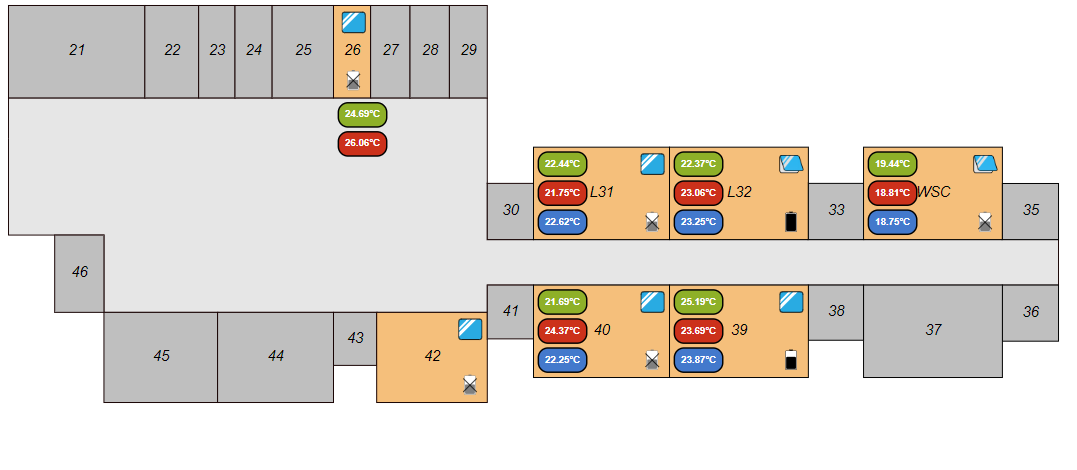 21 22 23 24 25 26 27 28 29
24.69°C
26.06°C
22.44°C 22.37°C 19.44°C
21.75°C L31 23.06°C L32 18.81°C WSC
30 33 35
22.62°C 23.25°C 18.75°C
46
21.69°C 25.19°C
41 38 36
24.37°C 40 23.69°C 39 37
43
22.25°C 23.87°C
45 44 42